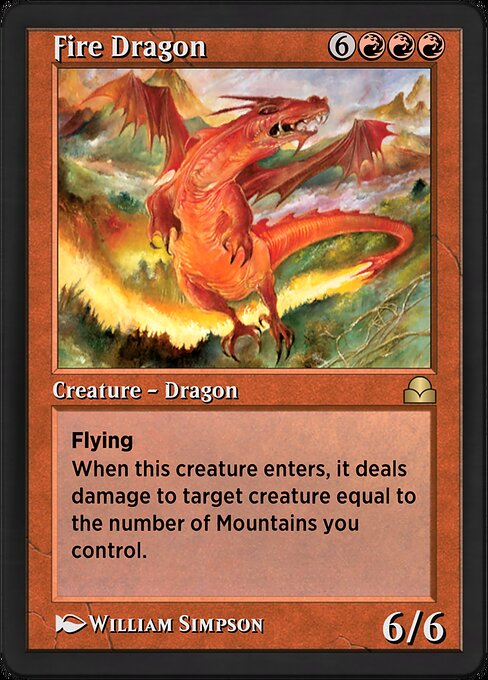 Fire Dragon 6
Creature – Dragon
Flying
When this creature enters, it deals
damage to target creature equal to
the number of Mountains you
control.
William Simpson
6/6